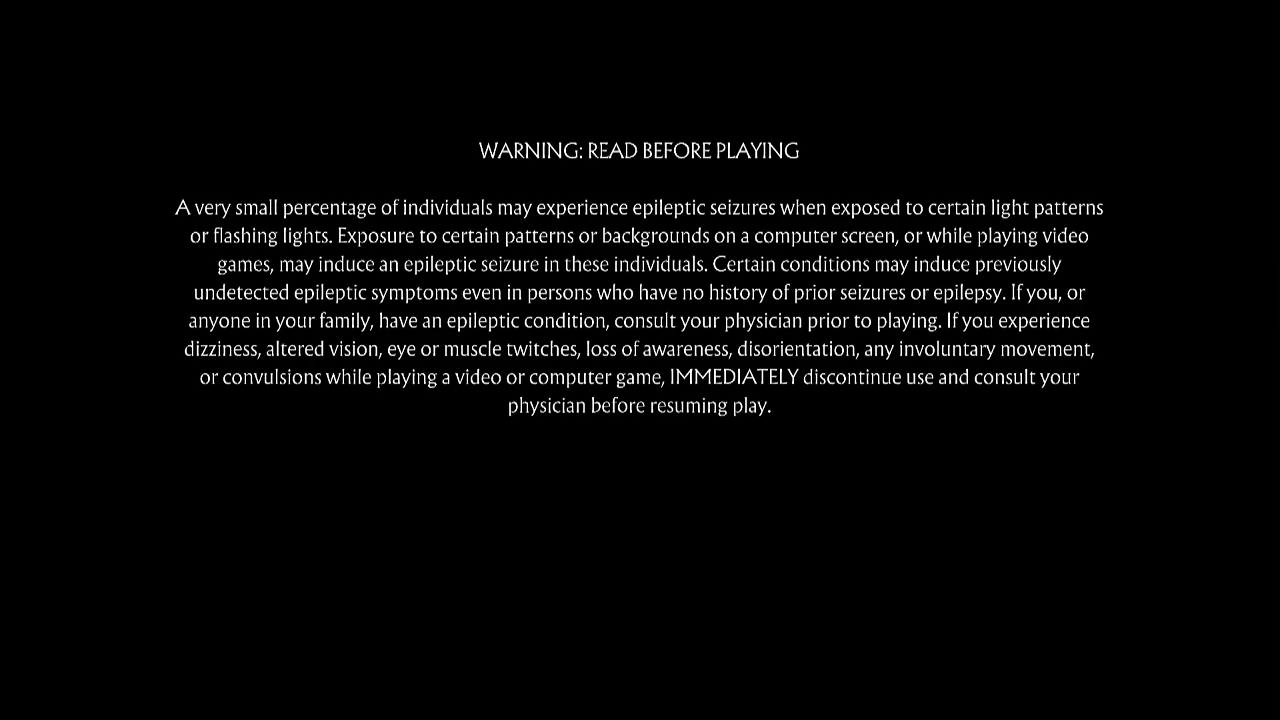 WARNING: READ BEFORE PLAYING
A very small percentage of individuals may experience epileptic seizures when exposed to certain light patterns
or flashing lights. Exposure to certain patterns or backgrounds on a computer screen, or while playing video
games, may induce an epileptic seizure in these individuals. Certain conditions may induce previously
undetected epileptic symptoms even in persons who have no history of prior seizures or epilepsy. If you, or
anyone in your family, have an epileptic condition, consult your physician prior to playing. If you experience
dizziness, altered vision, eye or muscle twitches, loss of awareness, disorientation, any involuntary movement,
or convulsions while playing a video or computer game, IMMEDIATELY discontinue use and consult your
physician before resuming play.